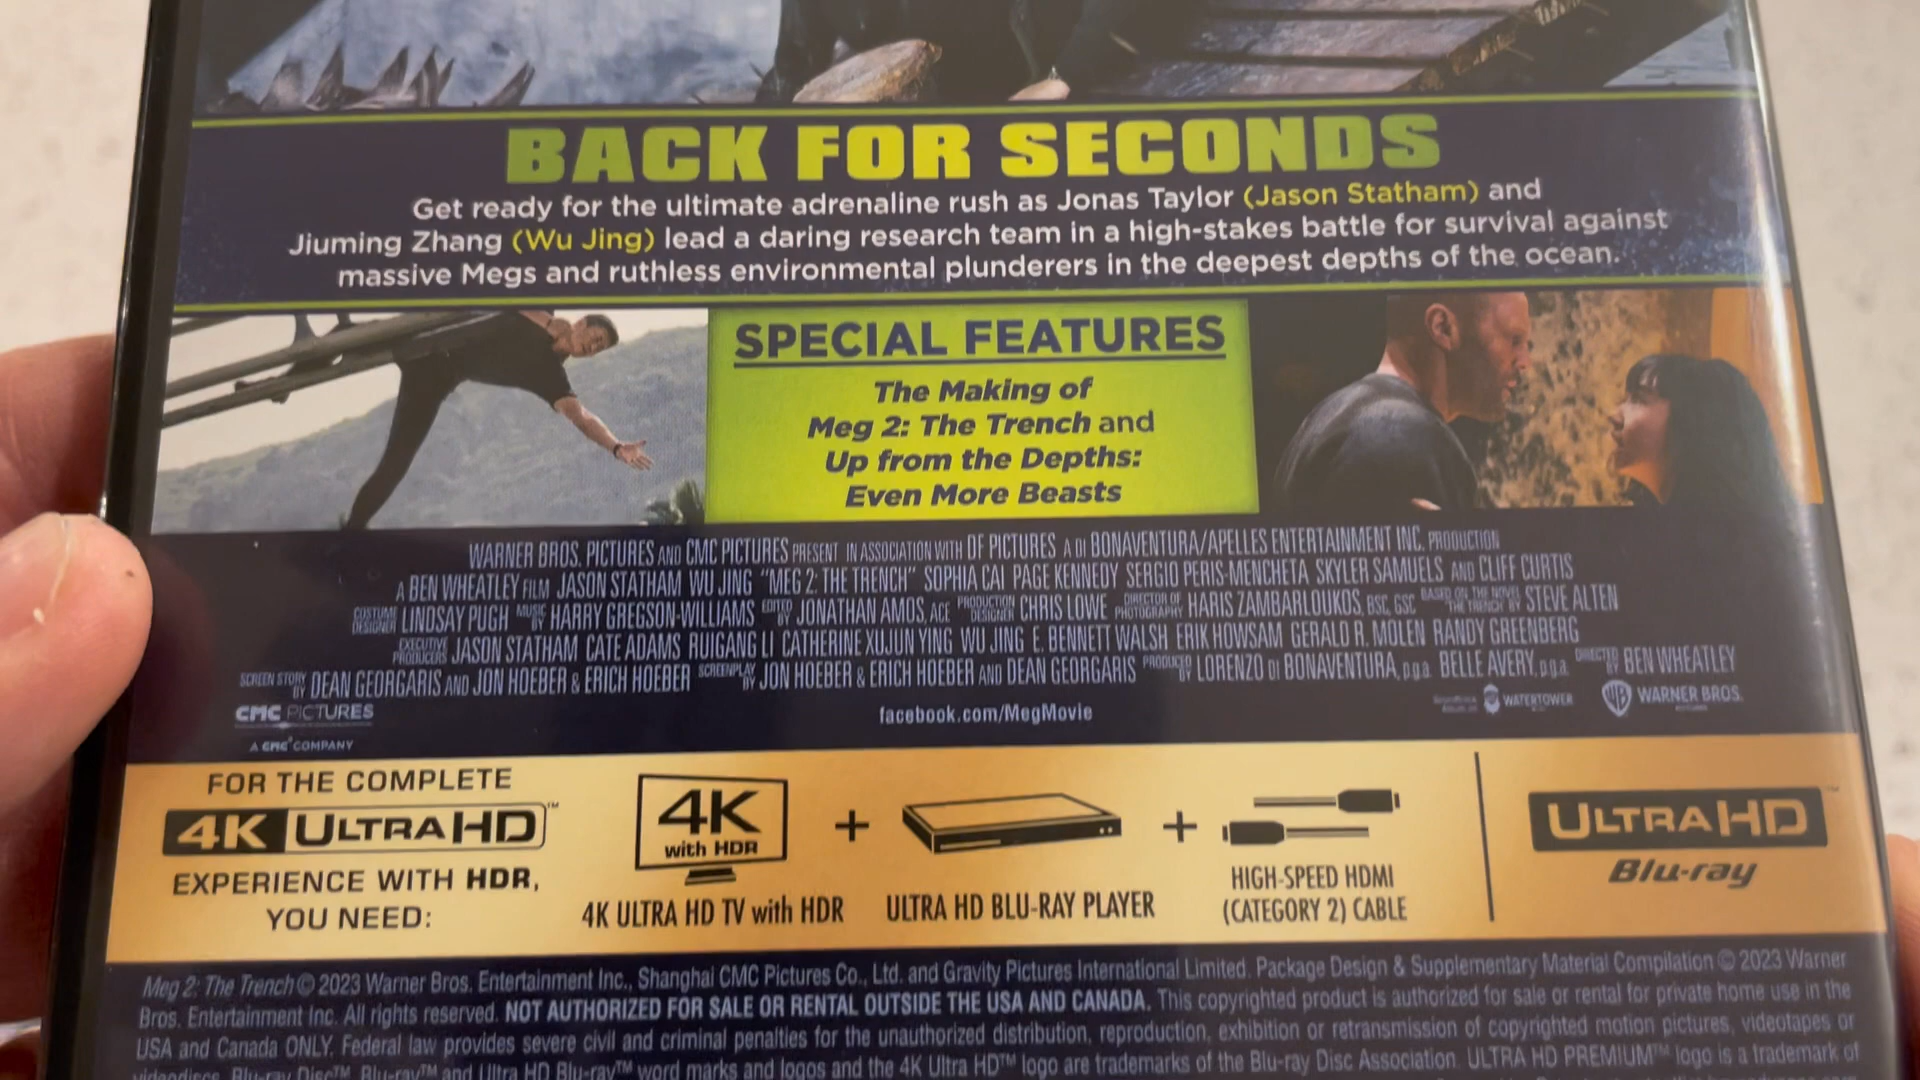 BACK FOR SECONDS
Get ready for the ultimate adrenaline rush as Jonas Taylor (Jason Statham) and
Jiuming Zhang (Wu Jing) lead a daring research team in a high-stakes battle for survival against
massive Megs and ruthless environmental plunderers in the deepest depths of the ocean.
SPECIAL FEATURES
The Making of
Meg 2: The Trench and
Up from the Depths:
Even More Beasts
WARNER BROS. PICTURES AND CMC PICTURES PRESENT IN ASSOCIATION WITH DF PICTURES A DI BONAVENTURA/APELLES ENTERTAINMENT INC. PRODUCTION
A BEN WHEATLEY FILM JASON STATHAM WU JING "MEG 2: THE TRENCH" SOPHIA CAI PAGE KENNEDY SERGIO PERIS-MENCHETA SKYLER SAMUELS AND CLIFF CURTIS
COSTUME DESIGNER LINDSAY PUGH MUSIC BY HARRY GREGSON-WILLIAMS EDITED BY JONATHAN AMOS, ACE PRODUCTION DESIGNER CHRIS LOWE DIRECTOR OF PHOTOGRAPHY HARIS ZAMBARLOUKOS, BSC, GSC BASED ON THE NOVEL THE TRENCH BY STEVE ALTEN
EXECUTIVE PRODUCERS JASON STATHAM CATE ADAMS RUIGANG LI CATHERINE XUJUN YING WU JING E. BENNETT WALSH ERIK HOWSAM GERALD R. MOLEN RANDY GREENBERG
SCREEN STORY BY DEAN GEORGARIS AND JON HOEBER & ERICH HOEBER SCREENPLAY BY JON HOEBER & ERICH HOEBER AND DEAN GEORGARIS PRODUCED BY LORENZO DI BONAVENTURA, p.g.a. BELLE AVERY, p.g.a. DIRECTED BY BEN WHEATLEY
CMC PICTURES
A CMC COMPANY
facebook.com/MegMovie
WATERTOWER
WB WARNER BROS.
FOR THE COMPLETE
4K ULTRA HD™
EXPERIENCE WITH HDR,
YOU NEED:
4K
with HDR
4K ULTRA HD TV with HDR
+
ULTRA HD BLU-RAY PLAYER
+
HIGH-SPEED HDMI
(CATEGORY 2) CABLE
ULTRA HD™
Blu-ray
Meg 2: The Trench © 2023 Warner Bros. Entertainment Inc., Shanghai CMC Pictures Co., Ltd. and Gravity Pictures International Limited. Package Design & Supplementary Material Compilation © 2023 Warner
Bros. Entertainment Inc. All rights reserved. NOT AUTHORIZED FOR SALE OR RENTAL OUTSIDE THE USA AND CANADA. This copyrighted product is authorized for sale or rental for private home use in the
USA and Canada ONLY. Federal law provides severe civil and criminal penalties for the unauthorized distribution, reproduction, exhibition or retransmission of copyrighted motion pictures, videotapes or
videodiscs. Blu-ray Disc™, Blu-ray™ and Ultra HD Blu-ray™ word marks and logos and the 4K Ultra HD™ logo are trademarks of the Blu-ray Disc Association. ULTRA HD PREMIUM™ logo is a trademark of